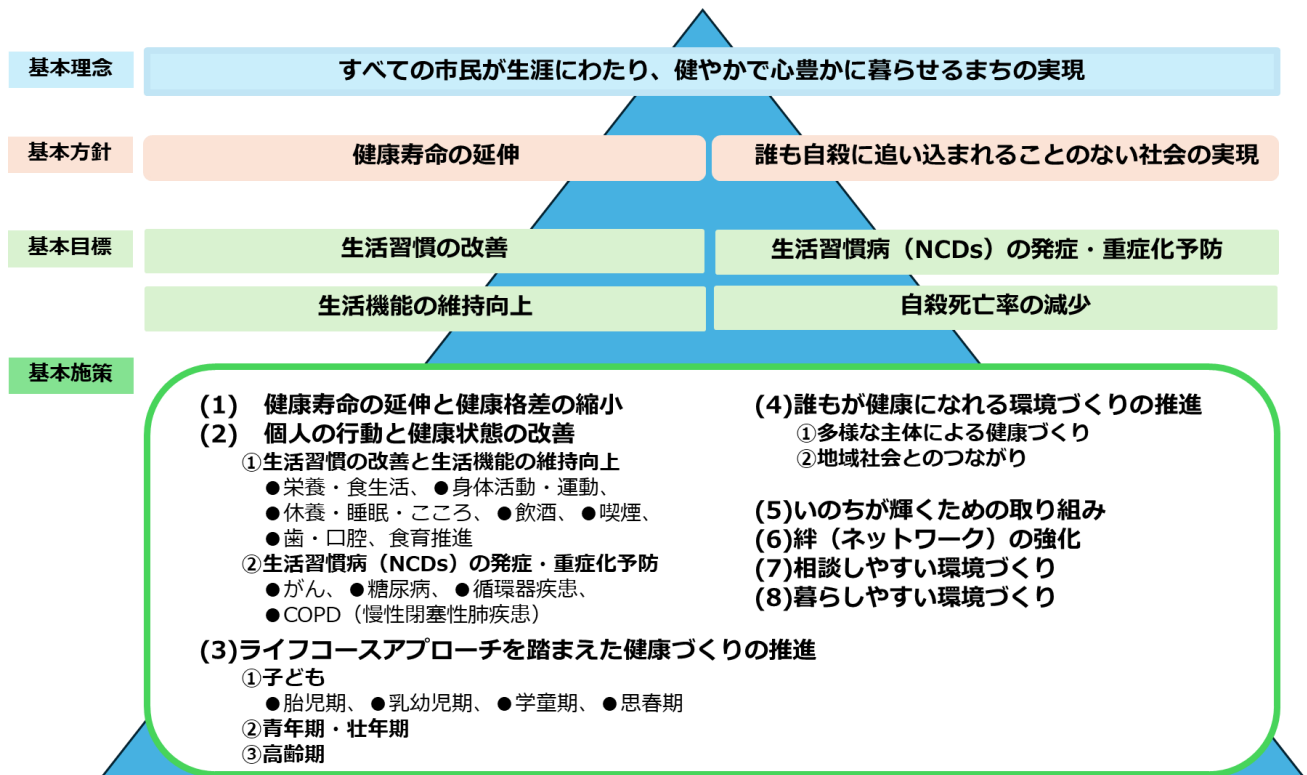 基本理念
すべての市民が生涯にわたり、健やかで心豊かに暮らせるまちの実現
基本方針
健康寿命の延伸
誰も自殺に追い込まれることのない社会の実現
基本目標
生活習慣の改善
生活習慣病（NCDs）の発症・重症化予防
生活機能の維持向上
自殺死亡率の減少
基本施策
(1)　健康寿命の延伸と健康格差の縮小
(2)　個人の行動と健康状態の改善
①生活習慣の改善と生活機能の維持向上
●栄養・食生活、●身体活動・運動、
●休養・睡眠・こころ、●飲酒、●喫煙、
●歯・口腔、食育推進
②生活習慣病（NCDs）の発症・重症化予防
●がん、●糖尿病、●循環器疾患、
●COPD（慢性閉塞性肺疾患）
(3)ライフコースアプローチを踏まえた健康づくりの推進
①子ども
●胎児期、●乳幼児期、●学童期、●思春期
②青年期・壮年期
③高齢期
(4)誰もが健康になれる環境づくりの推進
①多様な主体による健康づくり
②地域社会とのつながり
(5)いのちが輝くための取り組み
(6)絆（ネットワーク）の強化
(7)相談しやすい環境づくり
(8)暮らしやすい環境づくり